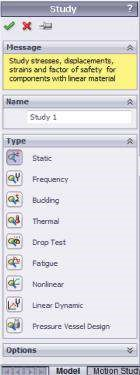 Study ?
Message
Study stresses, displacements,
strains and factor of safety for
components with linear material
Name
Study 1
Type
Static
Frequency
Buckling
Thermal
Drop Test
Fatigue
Nonlinear
Linear Dynamic
Pressure Vessel Design
Options
Model Motion Stud